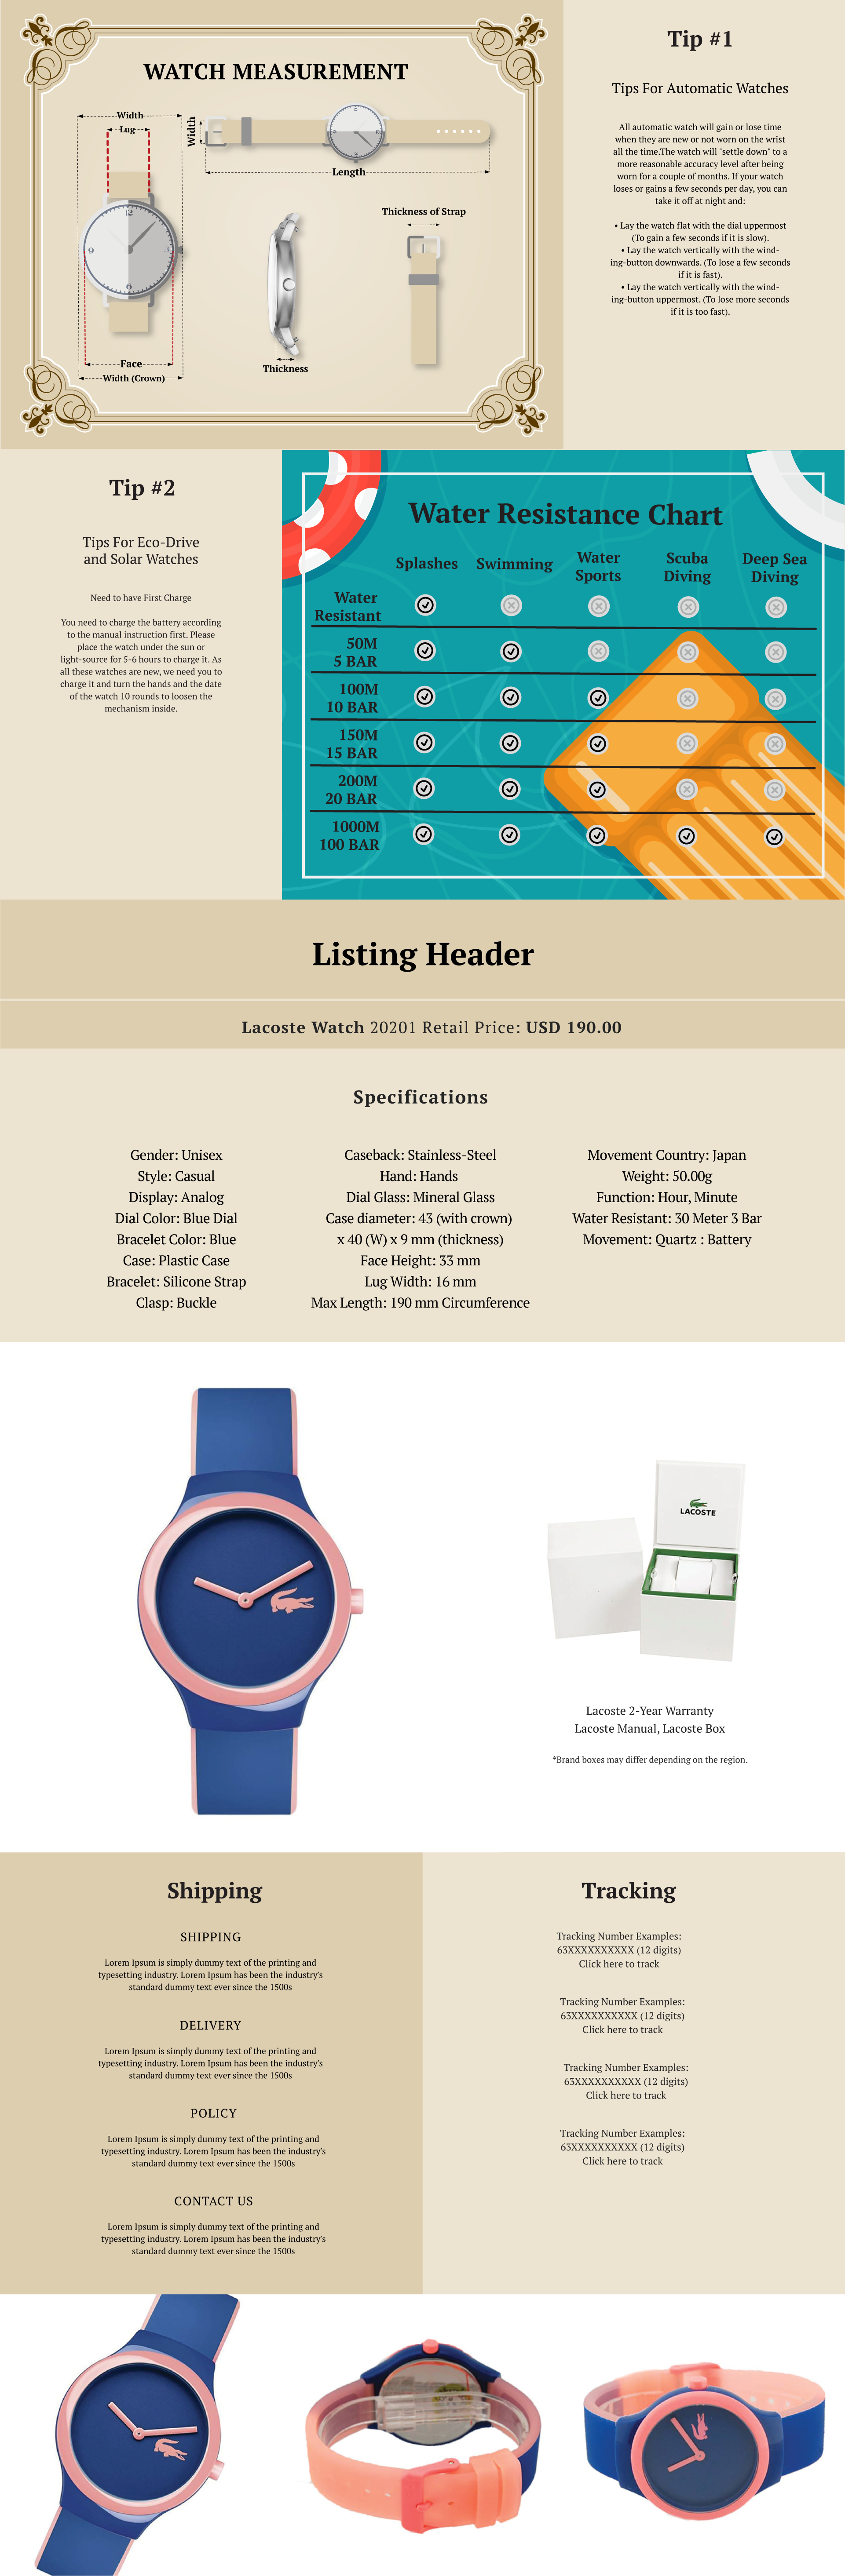 WATCH MEASUREMENT
Width
Lug
Width
Length
Thickness of Strap
12
3
6
9
Face
Width (Crown)
Thickness
Tip #1
Tips For Automatic Watches
All automatic watch will gain or lose time
when they are new or not worn on the wrist
all the time.The watch will "settle down" to a
more reasonable accuracy level after being
worn for a couple of months. If your watch
loses or gains a few seconds per day, you can
take it off at night and:
• Lay the watch flat with the dial uppermost
(To gain a few seconds if it is slow).
• Lay the watch vertically with the wind-
ing-button downwards. (To lose a few seconds
if it is fast).
• Lay the watch vertically with the wind-
ing-button uppermost. (To lose more seconds
if it is too fast).
Tip #2
Tips For Eco-Drive
and Solar Watches
Need to have First Charge
You need to charge the battery according
to the manual instruction first. Please
place the watch under the sun or
light-source for 5-6 hours to charge it. As
all these watches are new, we need you to
charge it and turn the hands and the date
of the watch 10 rounds to loosen the
mechanism inside.
Water Resistance Chart
Splashes
Swimming
Water
Sports
Scuba
Diving
Deep Sea
Diving
Water
Resistant
50M
5 BAR
100M
10 BAR
150M
15 BAR
200M
20 BAR
1000M
100 BAR
Listing Header
Lacoste Watch 20201 Retail Price: USD 190.00
Specifications
Gender: Unisex
Style: Casual
Display: Analog
Dial Color: Blue Dial
Bracelet Color: Blue
Case: Plastic Case
Bracelet: Silicone Strap
Clasp: Buckle
Caseback: Stainless-Steel
Hand: Hands
Dial Glass: Mineral Glass
Case diameter: 43 (with crown)
x 40 (W) x 9 mm (thickness)
Face Height: 33 mm
Lug Width: 16 mm
Max Length: 190 mm Circumference
Movement Country: Japan
Weight: 50.00g
Function: Hour, Minute
Water Resistant: 30 Meter 3 Bar
Movement: Quartz : Battery
LACOSTE
Lacoste 2-Year Warranty
Lacoste Manual, Lacoste Box
*Brand boxes may differ depending on the region.
Shipping
SHIPPING
Lorem Ipsum is simply dummy text of the printing and
typesetting industry. Lorem Ipsum has been the industry's
standard dummy text ever since the 1500s
DELIVERY
Lorem Ipsum is simply dummy text of the printing and
typesetting industry. Lorem Ipsum has been the industry's
standard dummy text ever since the 1500s
POLICY
Lorem Ipsum is simply dummy text of the printing and
typesetting industry. Lorem Ipsum has been the industry's
standard dummy text ever since the 1500s
CONTACT US
Lorem Ipsum is simply dummy text of the printing and
typesetting industry. Lorem Ipsum has been the industry's
standard dummy text ever since the 1500s
Tracking
Tracking Number Examples:
63XXXXXXXXXX (12 digits)
Click here to track
Tracking Number Examples:
63XXXXXXXXXX (12 digits)
Click here to track
Tracking Number Examples:
63XXXXXXXXXX (12 digits)
Click here to track
Tracking Number Examples:
63XXXXXXXXXX (12 digits)
Click here to track